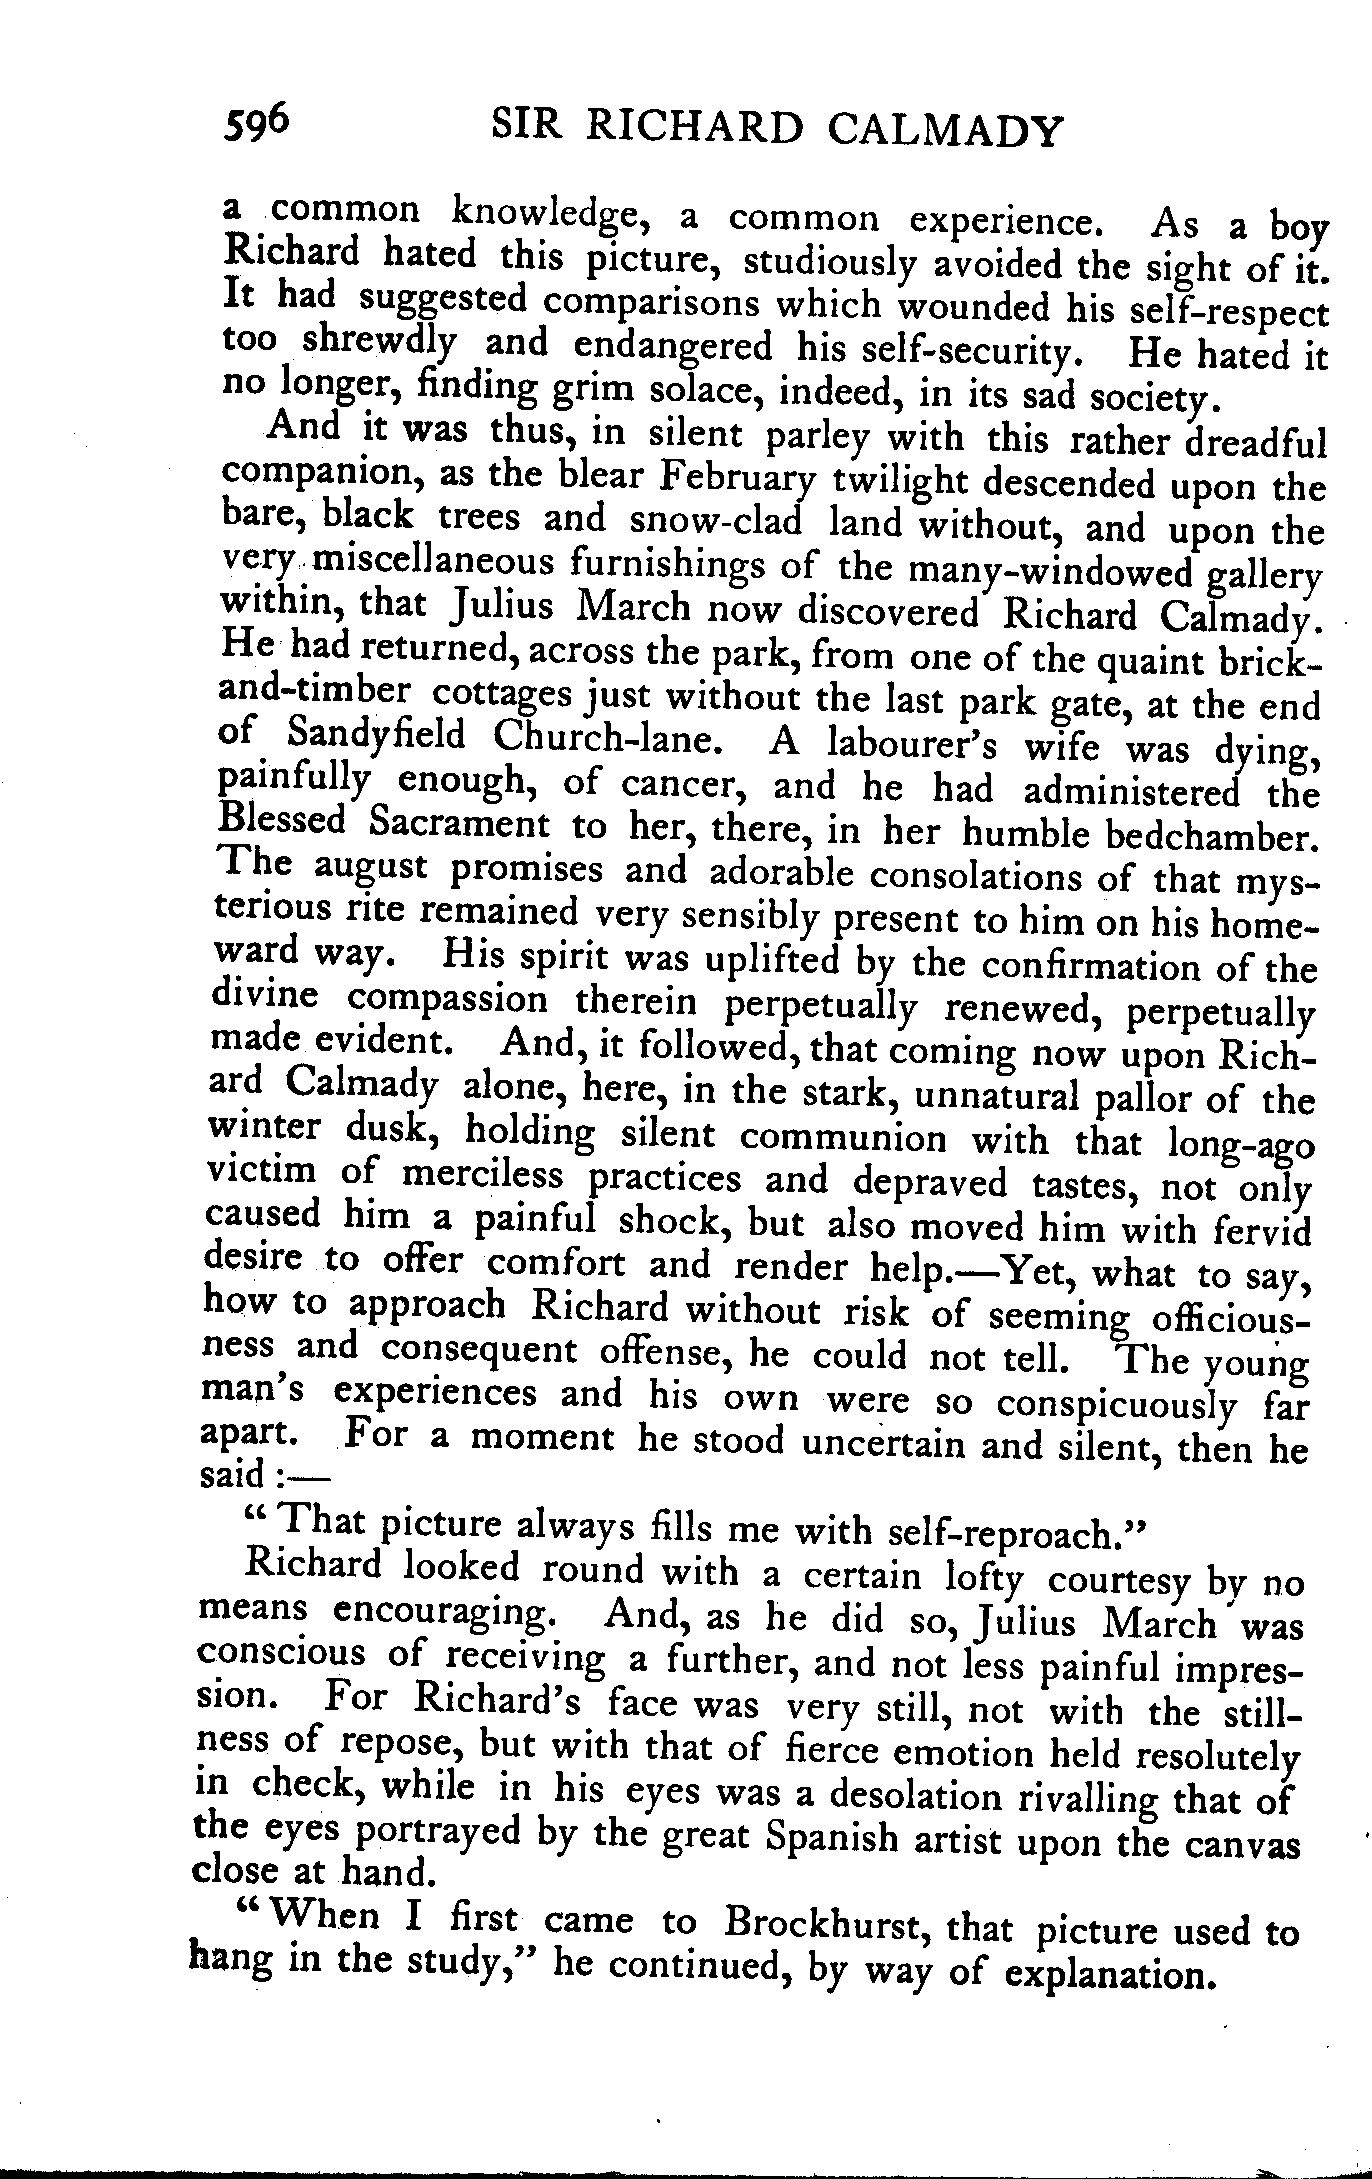 596 SIR RICHARD CALMADY
a common knowledge, a common experience. As a boy
Richard hated this picture, studiously avoided the sight of it.
It had suggested comparisons which wounded his self-respect
too shrewdly and endangered his self-security. He hated it
no longer, finding grim solace, indeed, in its sad society.
And it was thus, in silent parley with this rather dreadful
companion, as the blear February twilight descended upon the
bare, black trees and snow-clad land without, and upon the
very miscellaneous furnishings of the many-windowed gallery
within, that Julius March now discovered Richard Calmady.
He had returned, across the park, from one of the quaint brick-
and-timber cottages just without the last park gate, at the end
of Sandyfield Church-lane. A labourer's wife was dying,
painfully enough, of cancer, and he had administered the
Blessed Sacrament to her, there, in her humble bedchamber.
The august promises and adorable consolations of that mys-
terious rite remained very sensibly present to him on his home-
ward way. His spirit was uplifted by the confirmation of the
divine compassion therein perpetually renewed, perpetually
made evident. And, it followed, that coming now upon Rich-
ard Calmady alone, here, in the stark, unnatural pallor of the
winter dusk, holding silent communion with that long-ago
victim of merciless practices and depraved tastes, not only
caused him a painful shock, but also moved him with fervid
desire to offer comfort and render help.—Yet, what to say,
how to approach Richard without risk of seeming officious-
ness and consequent offense, he could not tell. The young
man's experiences and his own were so conspicuously far
apart. For a moment he stood uncertain and silent, then he
said :—
"That picture always fills me with self-reproach."
Richard looked round with a certain lofty courtesy by no
means encouraging. And, as he did so, Julius March was
conscious of receiving a further, and not less painful impres-
sion. For Richard's face was very still, not with the still-
ness of repose, but with that of fierce emotion held resolutely
in check, while in his eyes was a desolation rivalling that of
the eyes portrayed by the great Spanish artist upon the canvas
close at hand.
"When I first came to Brockhurst, that picture used to
hang in the study," he continued, by way of explanation.